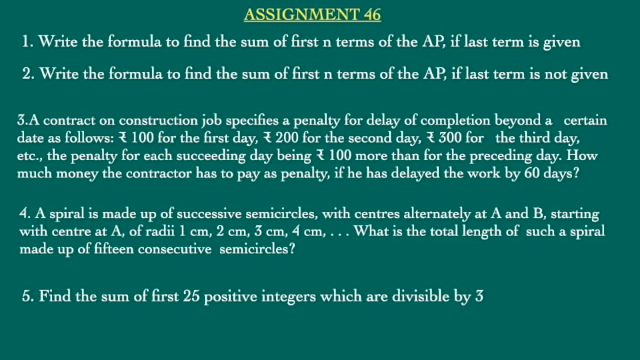 ASSIGNMENT 46
1. Write the formula to find the sum of first n terms of the AP, if last term is given
2. Write the formula to find the sum of first n terms of the AP, if last term is not given
3.A contract on construction job specifies a penalty for delay of completion beyond a certain
date as follows: ₹ 100 for the first day, ₹ 200 for the second day, ₹ 300 for the third day,
etc., the penalty for each succeeding day being ₹ 100 more than for the preceding day. How
much money the contractor has to pay as penalty, if he has delayed the work by 60 days?
4. A spiral is made up of successive semicircles, with centres alternately at A and B, starting
with centre at A, of radii 1 cm, 2 cm, 3 cm, 4 cm, . . . What is the total length of such a spiral
made up of fifteen consecutive semicircles?
5. Find the sum of first 25 positive integers which are divisible by 3